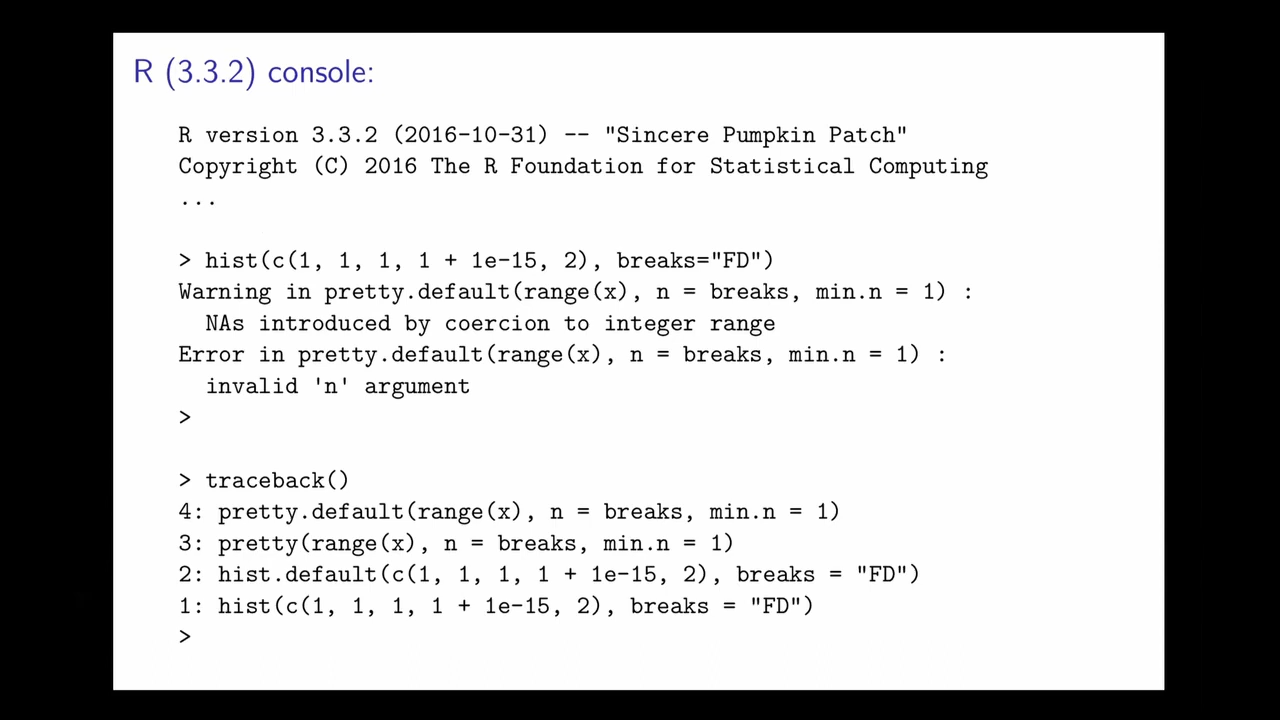 R (3.3.2) console:
R version 3.3.2 (2016-10-31) -- "Sincere Pumpkin Patch"
Copyright (C) 2016 The R Foundation for Statistical Computing
...
> hist(c(1, 1, 1, 1 + 1e-15, 2), breaks="FD")
Warning in pretty.default(range(x), n = breaks, min.n = 1) :
  NAs introduced by coercion to integer range
Error in pretty.default(range(x), n = breaks, min.n = 1) :
  invalid 'n' argument
>
> traceback()
4: pretty.default(range(x), n = breaks, min.n = 1)
3: pretty(range(x), n = breaks, min.n = 1)
2: hist.default(c(1, 1, 1, 1 + 1e-15, 2), breaks = "FD")
1: hist(c(1, 1, 1, 1 + 1e-15, 2), breaks = "FD")
>